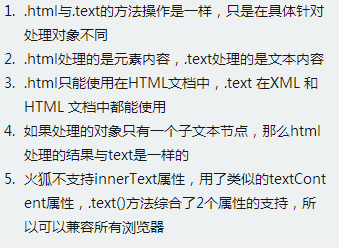 1. .html与.text的方法操作是一样，只是在具体针对
处理对象不同
2. .html处理的是元素内容，.text处理的是文本内容
3. .html只能使用在HTML文档中，.text 在XML 和
HTML 文档中都能使用
4. 如果处理的对象只有一个子文本节点，那么html
处理的结果与text是一样的
5. 火狐不支持innerText属性，用了类似的textCont
ent属性，.text()方法综合了2个属性的支持，所
以可以兼容所有浏览器